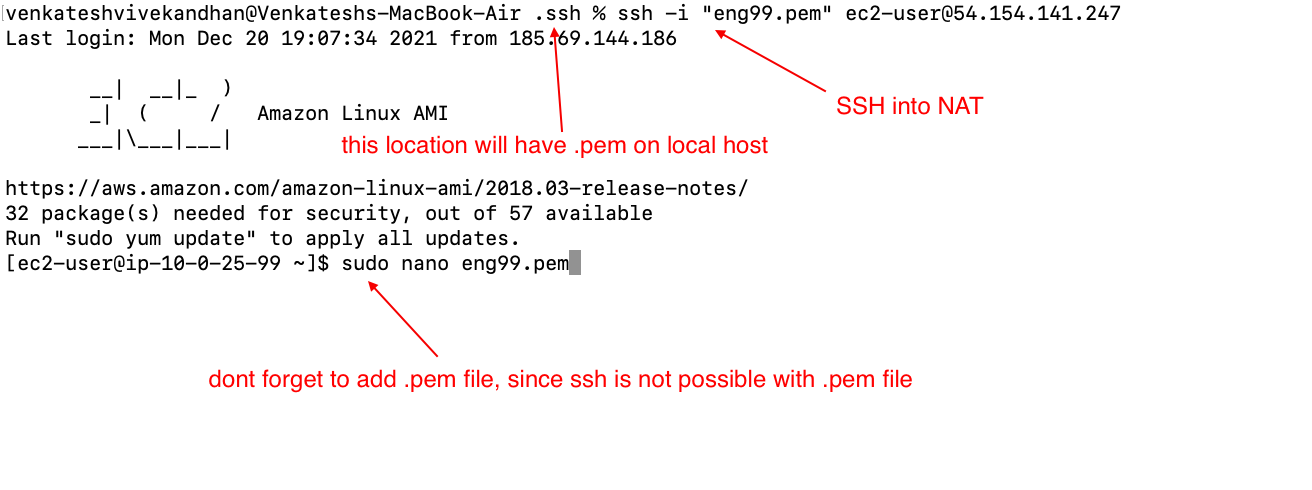 venkateshvivekandhan@Venkateshs-MacBook-Air .ssh % ssh -i "eng99.pem" ec2-user@54.154.141.247
Last login: Mon Dec 20 19:07:34 2021 from 185.69.144.186
SSH into NAT
       __|  __|_  )
       _|  (     /   Amazon Linux AMI
      ___|\___|___|
this location will have .pem on local host
https://aws.amazon.com/amazon-linux-ami/2018.03-release-notes/
32 package(s) needed for security, out of 57 available
Run "sudo yum update" to apply all updates.
[ec2-user@ip-10-0-25-99 ~]$ sudo nano eng99.pem
dont forget to add .pem file, since ssh is not possible with .pem file